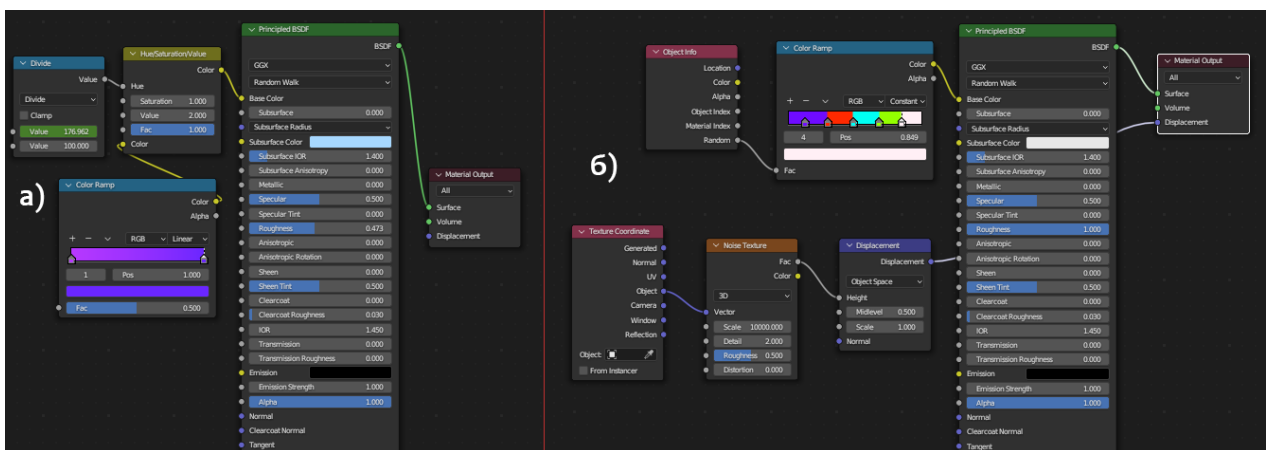 а)
Divide
Value
Divide
Clamp
Value 176.962
Value 100.000
Hue/Saturation/Value
Color
Hue
Saturation 1.000
Value 2.000
Fac 1.000
Color
Color Ramp
Color
Alpha
+ − RGB Linear
1 Pos 1.000
Fac 0.500
Principled BSDF
BSDF
GGX
Random Walk
Base Color
Subsurface 0.000
Subsurface Radius
Subsurface Color
Subsurface IOR 1.400
Subsurface Anisotropy 0.000
Metallic 0.000
Specular 0.500
Specular Tint 0.000
Roughness 0.473
Anisotropic 0.000
Anisotropic Rotation 0.000
Sheen 0.000
Sheen Tint 0.500
Clearcoat 0.000
Clearcoat Roughness 0.030
IOR 1.450
Transmission 0.000
Transmission Roughness 0.000
Emission
Emission Strength 1.000
Alpha 1.000
Normal
Clearcoat Normal
Tangent
Material Output
All
Surface
Volume
Displacement
б)
Object Info
Location
Color
Alpha
Object Index
Material Index
Random
Color Ramp
Color
Alpha
+ − RGB Constant
4 Pos 0.849
Fac
Texture Coordinate
Generated
Normal
UV
Object
Camera
Window
Reflection
Object:
From Instancer
Noise Texture
Fac
Color
3D
Vector
Scale 10000.000
Detail 2.000
Roughness 0.500
Distortion 0.000
Displacement
Displacement
Object Space
Height
Midlevel 0.500
Scale 1.000
Normal
Principled BSDF
BSDF
GGX
Random Walk
Base Color
Subsurface 0.000
Subsurface Radius
Subsurface Color
Subsurface IOR 1.400
Subsurface Anisotropy 0.000
Metallic 0.000
Specular 0.500
Specular Tint 0.000
Roughness 1.000
Anisotropic 0.000
Anisotropic Rotation 0.000
Sheen 0.000
Sheen Tint 0.500
Clearcoat 0.000
Clearcoat Roughness 0.030
IOR 1.450
Transmission 0.000
Transmission Roughness 0.000
Emission
Emission Strength 1.000
Alpha 1.000
Normal
Clearcoat Normal
Tangent
Material Output
All
Surface
Volume
Displacement